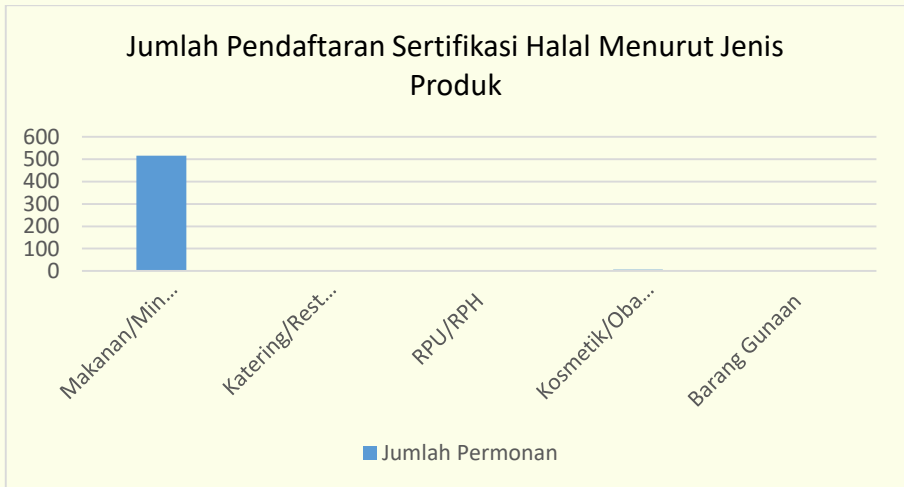 Jumlah Pendaftaran Sertifikasi Halal Menurut Jenis
Produk
600
500
400
300
200
100
0
Makanan/Min...
Katering/Rest...
RPU/RPH
Kosmetik/Oba...
Barang Gunaan
Jumlah Permonan